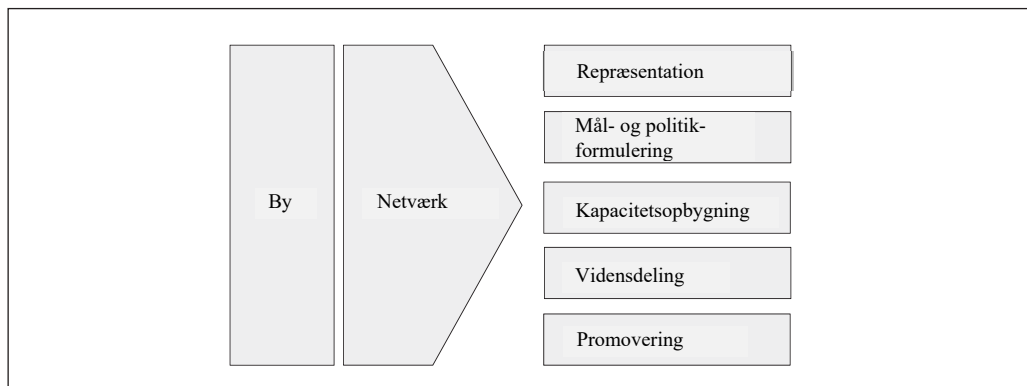 By
Netværk
Repræsentation
Mål- og politik-
formulering
Kapacitetsopbygning
Vidensdeling
Promovering